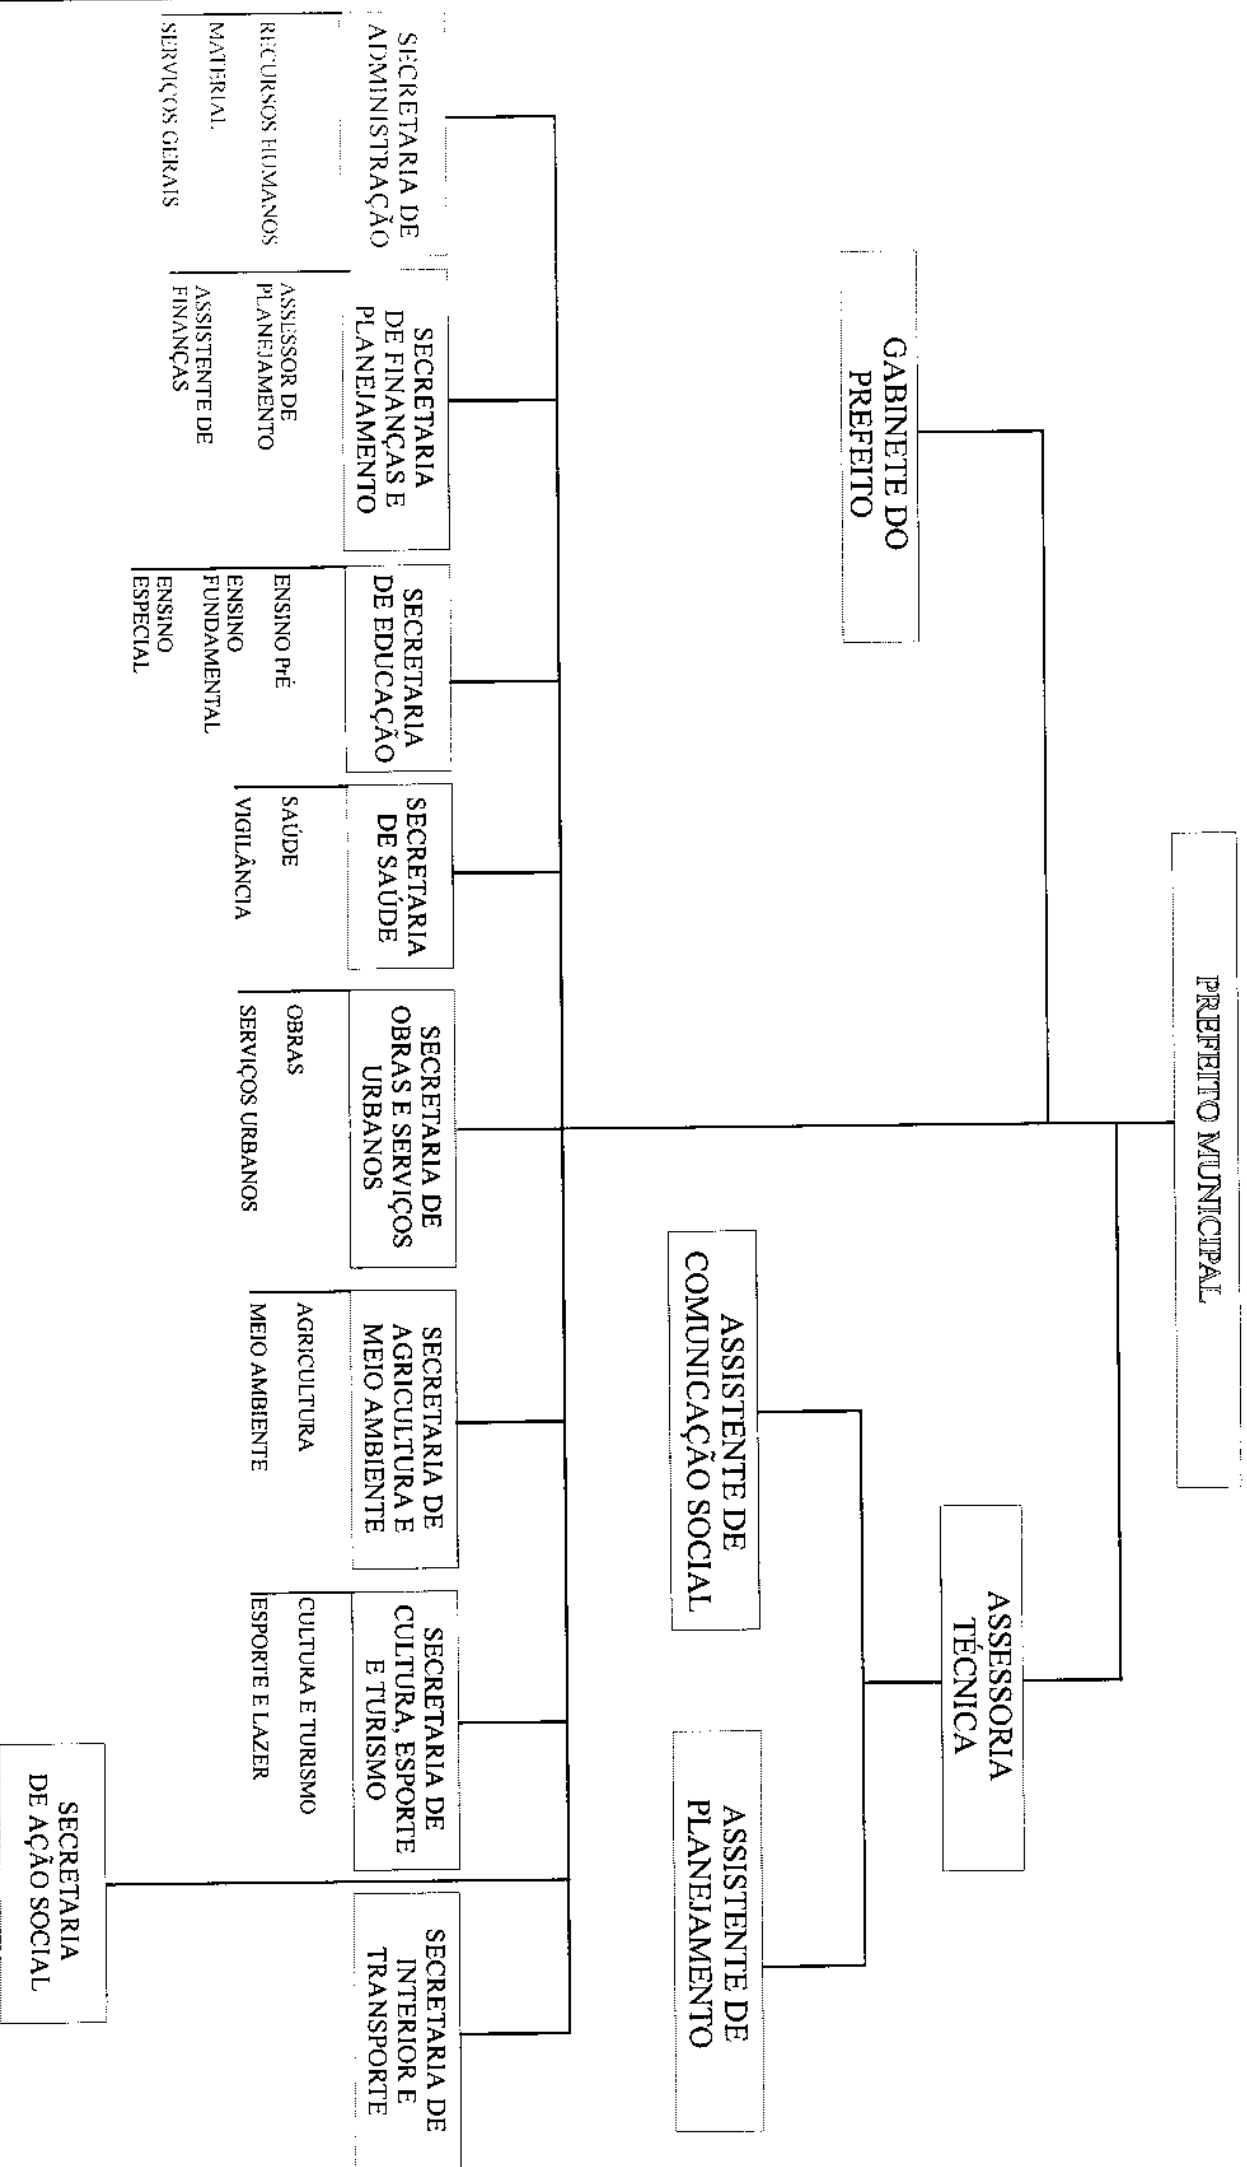 PREFEITO MUNICIPAL
GABINETE DO
PREFEITO
ASSESSORIA
TÉCNICA
ASSISTENTE DE
COMUNICAÇÃO SOCIAL
ASSISTENTE DE
PLANEJAMENTO
SECRETARIA DE
ADMINISTRAÇÃO
RECURSOS HUMANOS
MATERIAL
SERVIÇOS GERAIS
SECRETARIA
DE FINANÇAS E
PLANEJAMENTO
ASSESSOR DE
PLANEJAMENTO
ASSISTENTE DE
FINANÇAS
SECRETARIA
DE EDUCAÇÃO
ENSINO PrÉ
ENSINO
FUNDAMENTAL
ENSINO
ESPECIAL
SECRETARIA
DE SAÚDE
SAÚDE
VIGILÂNCIA
SECRETARIA DE
OBRAS E SERVIÇOS
URBANOS
OBRAS
SERVIÇOS URBANOS
SECRETARIA DE
AGRICULTURA E
MEIO AMBIENTE
AGRICULTURA
MEIO AMBIENTE
SECRETARIA DE
CULTURA, ESPORTE
E TURISMO
CULTURA E TURISMO
ESPORTE E LAZER
SECRETARIA DE
INTERIOR E
TRANSPORTE
SECRETARIA
DE AÇÃO SOCIAL